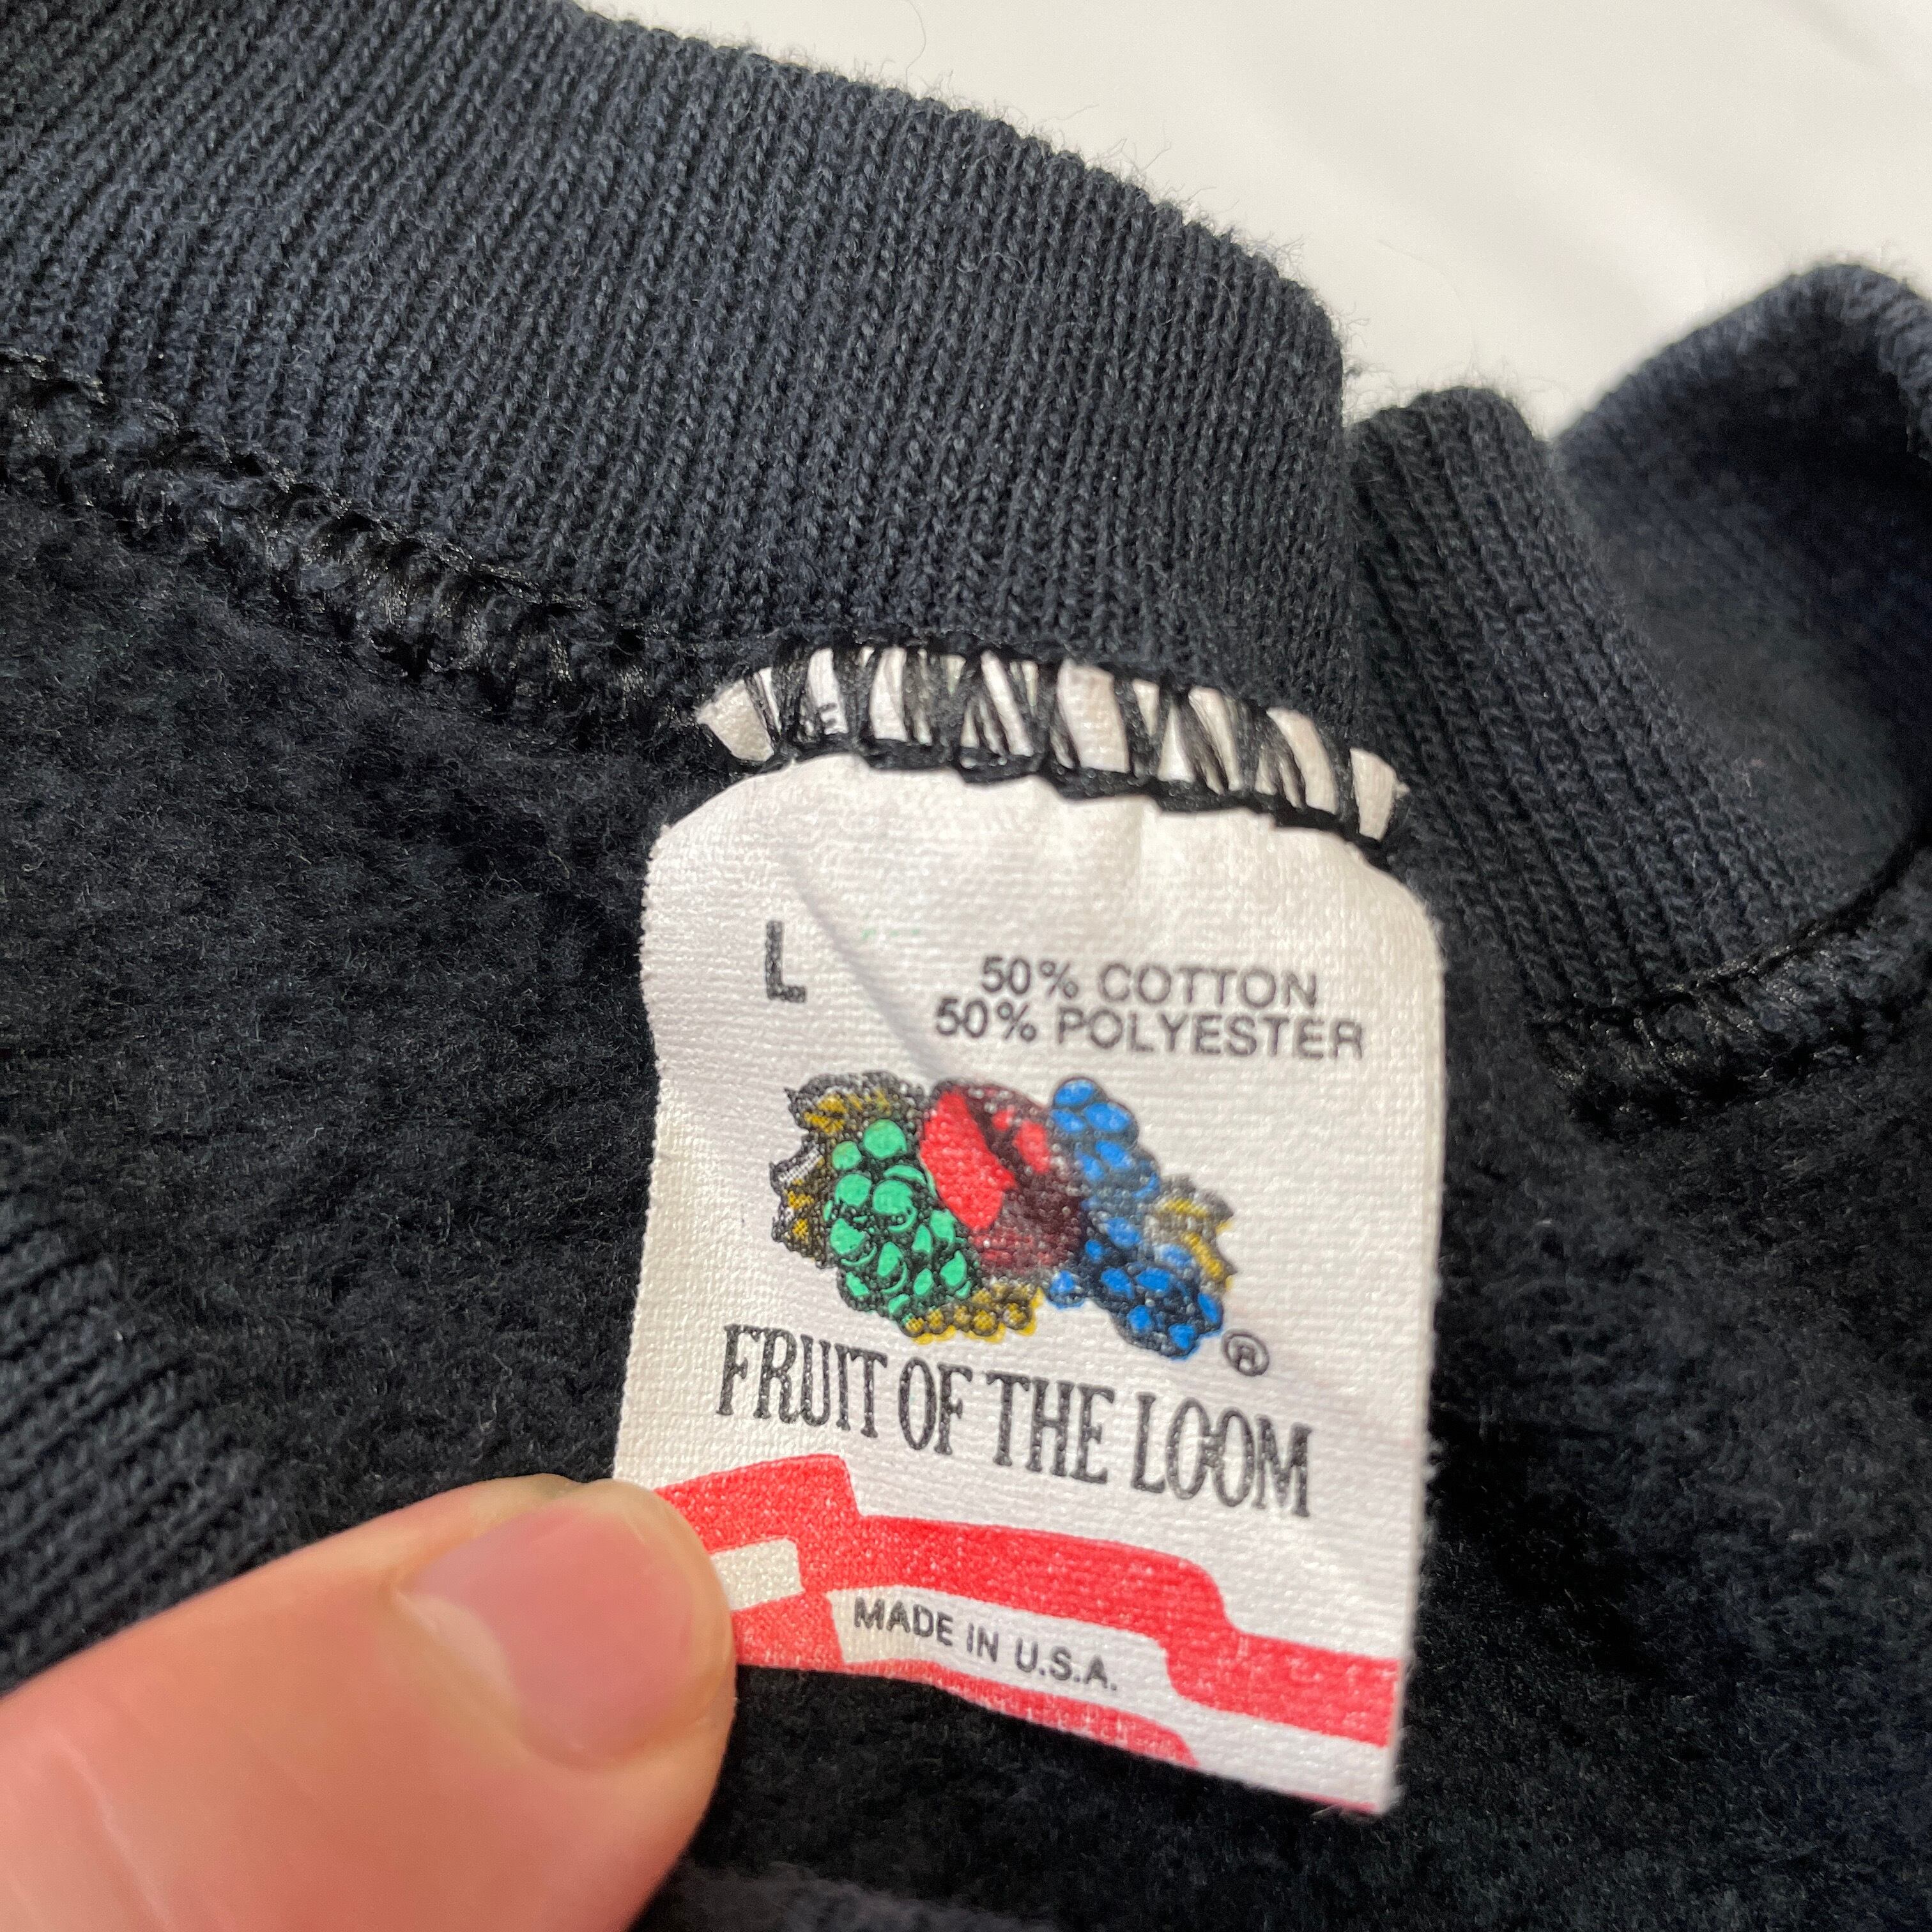 L
50% COTTON
50% POLYESTER
®
FRUIT OF THE LOOM
MADE IN U.S.A.